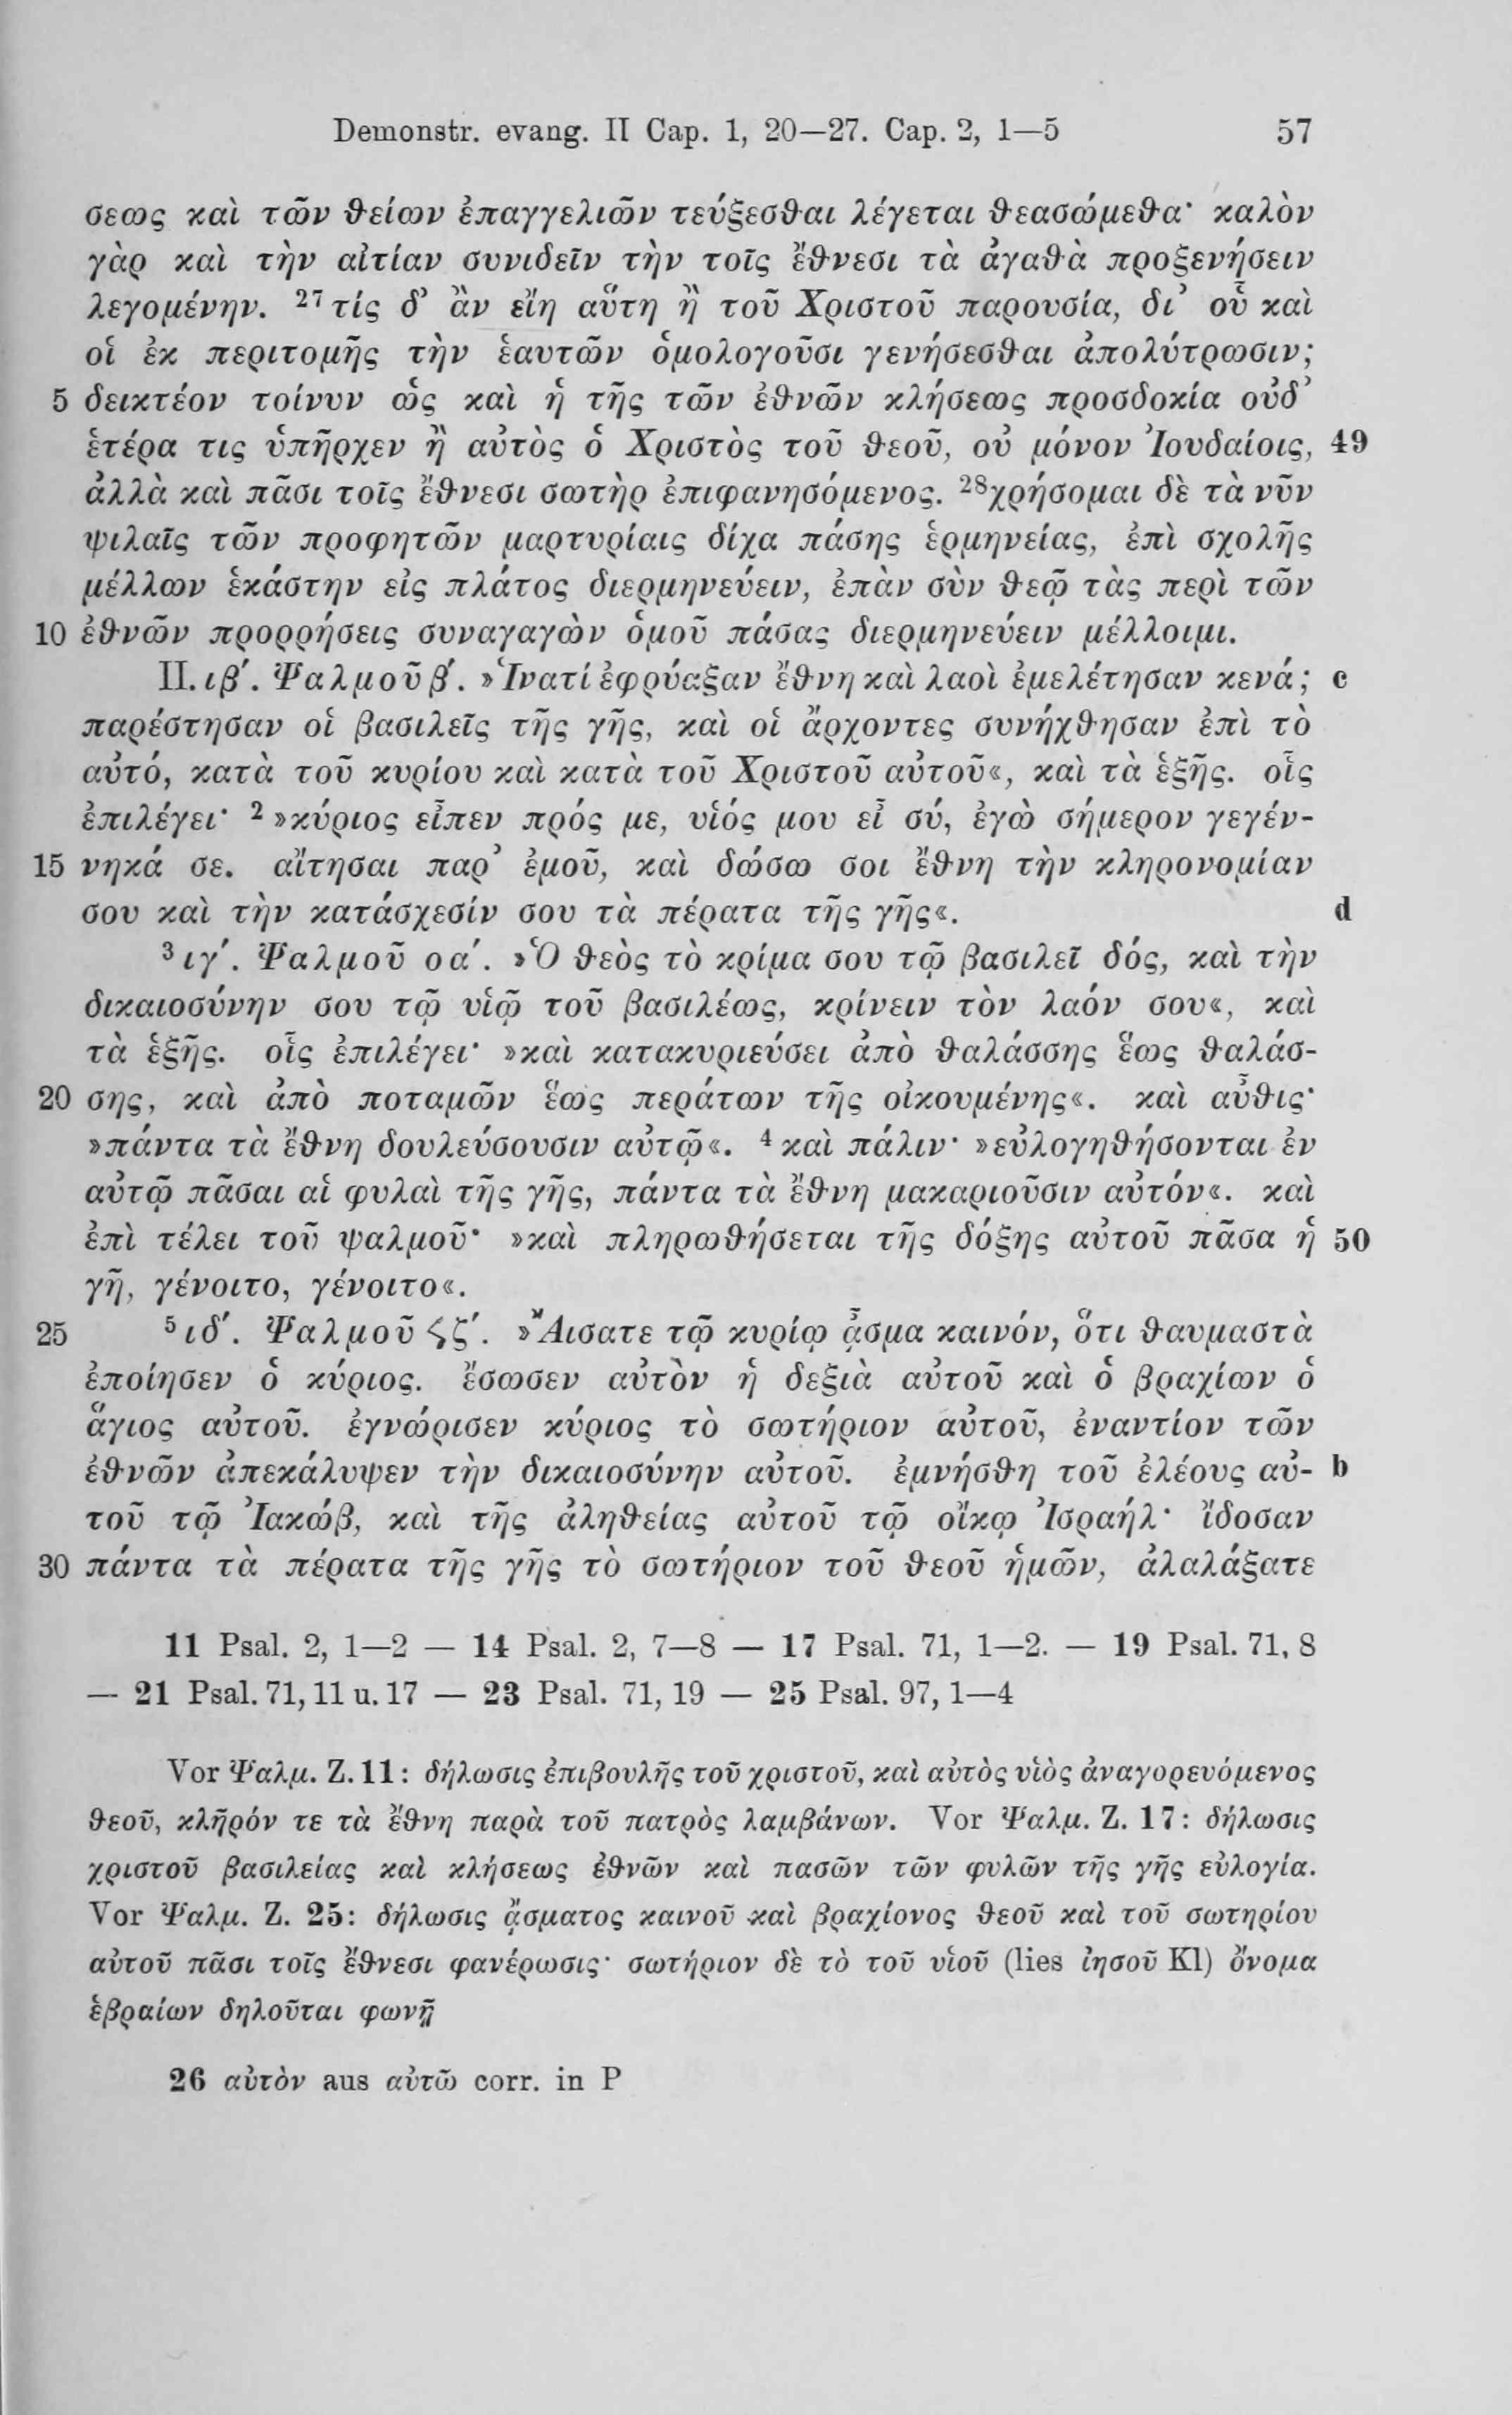 Demonstr. evang. II Cap. 1, 20—27. Cap. 2, 1—5 57
σεως καὶ τῶν θείων ἐπαγγελιῶν τεύξεσθαι λέγεται θεασώμεθα· καλὸν
γὰρ καὶ τὴν αἰτίαν συνιδεῖν τὴν τοῖς ἔθνεσι τὰ ἀγαθὰ προξενήσειν
λεγομένην. ²⁷ τίς δ’ ἂν εἴη αὕτη ἢ τοῦ Χριστοῦ παρουσία, δι’ οὗ καὶ
οἱ ἐκ περιτομῆς τὴν ἑαυτῶν ὁμολογοῦσι γενήσεσθαι ἀπολύτρωσιν;
5 δεικτέον τοίνυν ὡς καὶ ἡ τῆς τῶν ἐθνῶν κλήσεως προσδοκία οὐδ’
ἑτέρα τις ὑπῆρχεν ἢ αὐτὸς ὁ Χριστὸς τοῦ θεοῦ, οὐ μόνον Ἰουδαίοις, 49
ἀλλὰ καὶ πᾶσι τοῖς ἔθνεσι σωτὴρ ἐπιφανησόμενος. ²⁸χρήσομαι δὲ τὰ νῦν
ψιλαῖς τῶν προφητῶν μαρτυρίαις δίχα πάσης ἑρμηνείας, ἐπὶ σχολῆς
μέλλων ἑκάστην εἰς πλάτος διερμηνεύειν, ἐπὰν σὺν θεῷ τὰς περὶ τῶν
10 ἐθνῶν προρρήσεις συναγαγὼν ὁμοῦ πάσας διερμηνεύειν μέλλοιμι.
II. ιβ′. Ψαλμοῦ β′. »Ἱνατί ἐφρύαξαν ἔθνη καὶ λαοὶ ἐμελέτησαν κενά; c
παρέστησαν οἱ βασιλεῖς τῆς γῆς, καὶ οἱ ἄρχοντες συνήχθησαν ἐπὶ τὸ
αὐτό, κατὰ τοῦ κυρίου καὶ κατὰ τοῦ Χριστοῦ αὐτοῦ«, καὶ τὰ ἑξῆς. οἷς
ἐπιλέγει· ² »κύριος εἶπεν πρός με, υἱός μου εἶ σύ, ἐγὼ σήμερον γεγέν-
15 νηκά σε. αἴτησαι παρ’ ἐμοῦ, καὶ δώσω σοι ἔθνη τὴν κληρονομίαν
σου καὶ τὴν κατάσχεσίν σου τὰ πέρατα τῆς γῆς«. d
³ ιγ′. Ψαλμοῦ οα′. »Ὁ θεὸς τὸ κρίμα σου τῷ βασιλεῖ δός, καὶ τὴν
δικαιοσύνην σου τῷ υἱῷ τοῦ βασιλέως, κρίνειν τὸν λαόν σου«, καὶ
τὰ ἑξῆς. οἷς ἐπιλέγει· »καὶ κατακυριεύσει ἀπὸ θαλάσσης ἕως θαλάσ-
20 σης, καὶ ἀπὸ ποταμῶν ἕως περάτων τῆς οἰκουμένης«. καὶ αὖθις·
»πάντα τὰ ἔθνη δουλεύσουσιν αὐτῷ«. ⁴ καὶ πάλιν· »εὐλογηθήσονται ἐν
αὐτῷ πᾶσαι αἱ φυλαὶ τῆς γῆς, πάντα τὰ ἔθνη μακαριοῦσιν αὐτόν«. καὶ
ἐπὶ τέλει τοῦ ψαλμοῦ· »καὶ πληρωθήσεται τῆς δόξης αὐτοῦ πᾶσα ἡ 50
γῆ, γένοιτο, γένοιτο«.
25 ⁵ ιδ′. Ψαλμοῦ ϟζ′. »Ἄισατε τῷ κυρίῳ ᾆσμα καινόν, ὅτι θαυμαστὰ
ἐποίησεν ὁ κύριος. ἔσωσεν αὐτὸν ἡ δεξιὰ αὐτοῦ καὶ ὁ βραχίων ὁ
ἅγιος αὐτοῦ. ἐγνώρισεν κύριος τὸ σωτήριον αὐτοῦ, ἐναντίον τῶν
ἐθνῶν ἀπεκάλυψεν τὴν δικαιοσύνην αὐτοῦ. ἐμνήσθη τοῦ ἐλέους αὐ- b
τοῦ τῷ Ἰακώβ, καὶ τῆς ἀληθείας αὐτοῦ τῷ οἴκῳ Ἰσραήλ· ἴδοσαν
30 πάντα τὰ πέρατα τῆς γῆς τὸ σωτήριον τοῦ θεοῦ ἡμῶν, ἀλαλάξατε
11 Psal. 2, 1—2 — 14 Psal. 2, 7—8 — 17 Psal. 71, 1—2. — 19 Psal. 71, 8
— 21 Psal. 71, 11 u. 17 — 23 Psal. 71, 19 — 25 Psal. 97, 1—4
Vor Ψαλμ. Z. 11: δήλωσις ἐπιβουλῆς τοῦ χριστοῦ, καὶ αὐτὸς υἱὸς ἀναγορευόμενος
θεοῦ, κλῆρόν τε τὰ ἔθνη παρὰ τοῦ πατρὸς λαμβάνων. Vor Ψαλμ. Z. 17: δήλωσις
χριστοῦ βασιλείας καὶ κλήσεως ἐθνῶν καὶ πασῶν τῶν φυλῶν τῆς γῆς εὐλογία.
Vor Ψαλμ. Z. 25: δήλωσις ᾄσματος καινοῦ καὶ βραχίονος θεοῦ καὶ τοῦ σωτηρίου
αὐτοῦ πᾶσι τοῖς ἔθνεσι φανέρωσις· σωτήριον δὲ τὸ τοῦ υἱοῦ (lies ἰησοῦ Kl) ὄνομα
ἑβραίων δηλοῦται φωνῇ
26 αὐτὸν aus αὐτῶ corr. in P